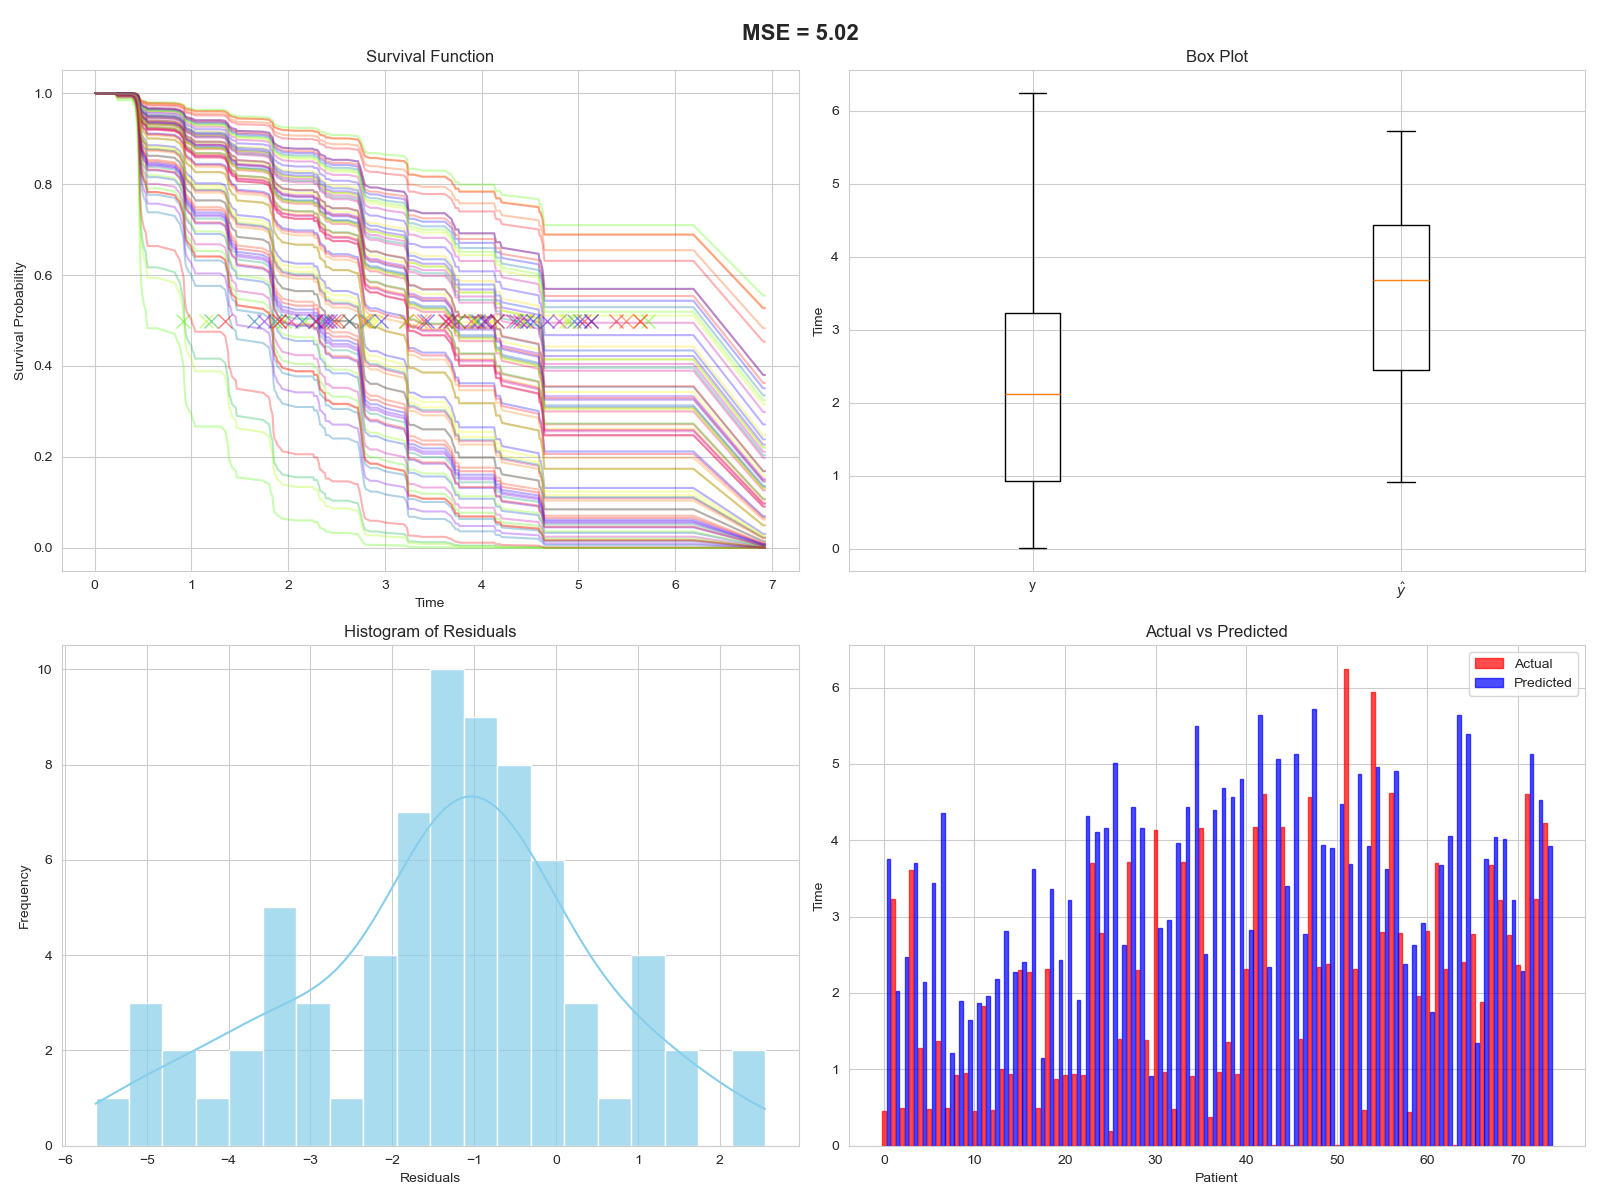 MSE = 5.02
Survival Function
1.0
0.8
0.6
0.4
0.2
0.0
Survival Probability
0 1 2 3 4 5 6 7
Time
Box Plot
6
5
4
3
2
1
0
Time
y ŷ
Histogram of Residuals
10
8
6
4
2
0
Frequency
−6 −5 −4 −3 −2 −1 0 1 2
Residuals
Actual vs Predicted
Actual
Predicted
6
5
4
3
2
1
0
Time
0 10 20 30 40 50 60 70
Patient